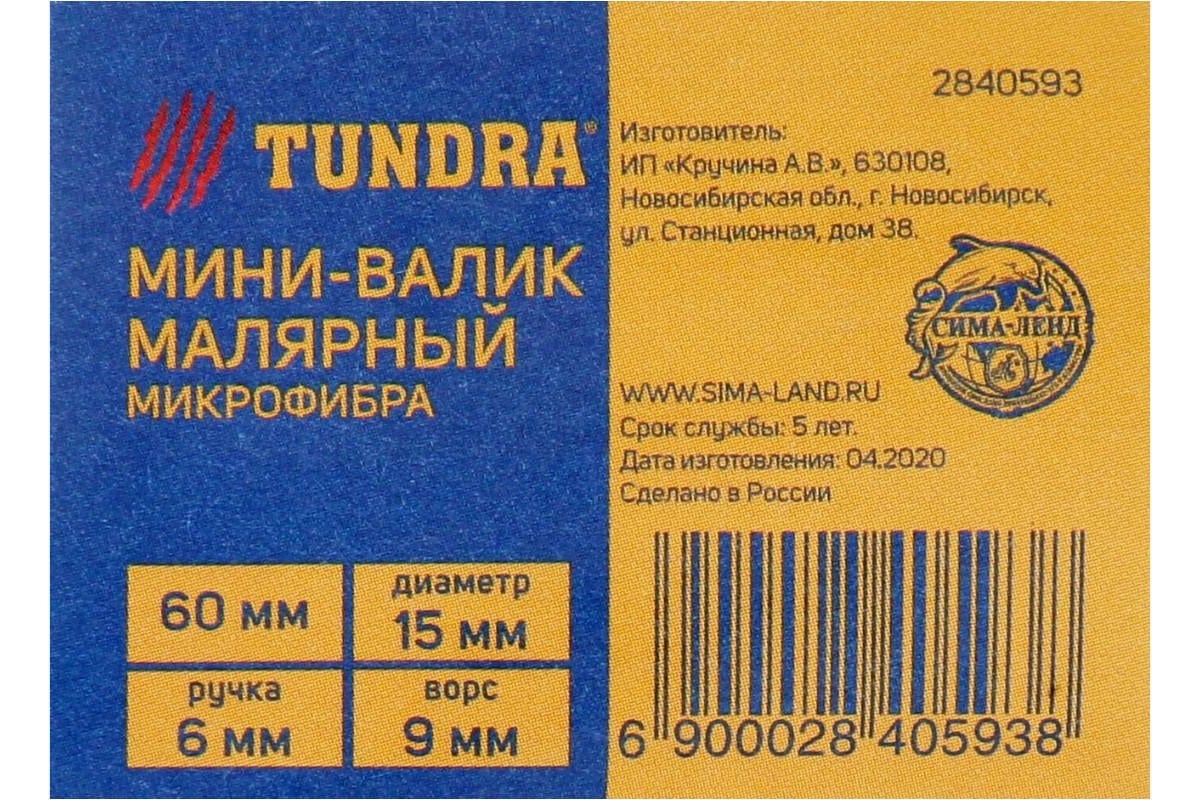 TUNDRA®
МИНИ-ВАЛИК
МАЛЯРНЫЙ
МИКРОФИБРА
60 мм
диаметр
15 мм
ручка
6 мм
ворс
9 мм
2840593
Изготовитель:
ИП «Кручина А.В.», 630108,
Новосибирская обл., г. Новосибирск,
ул. Станционная, дом 38.
СИМА-ЛЕНД
WWW.SIMA-LAND.RU
Срок службы: 5 лет.
Дата изготовления: 04.2020
Сделано в России
6 900028 405938